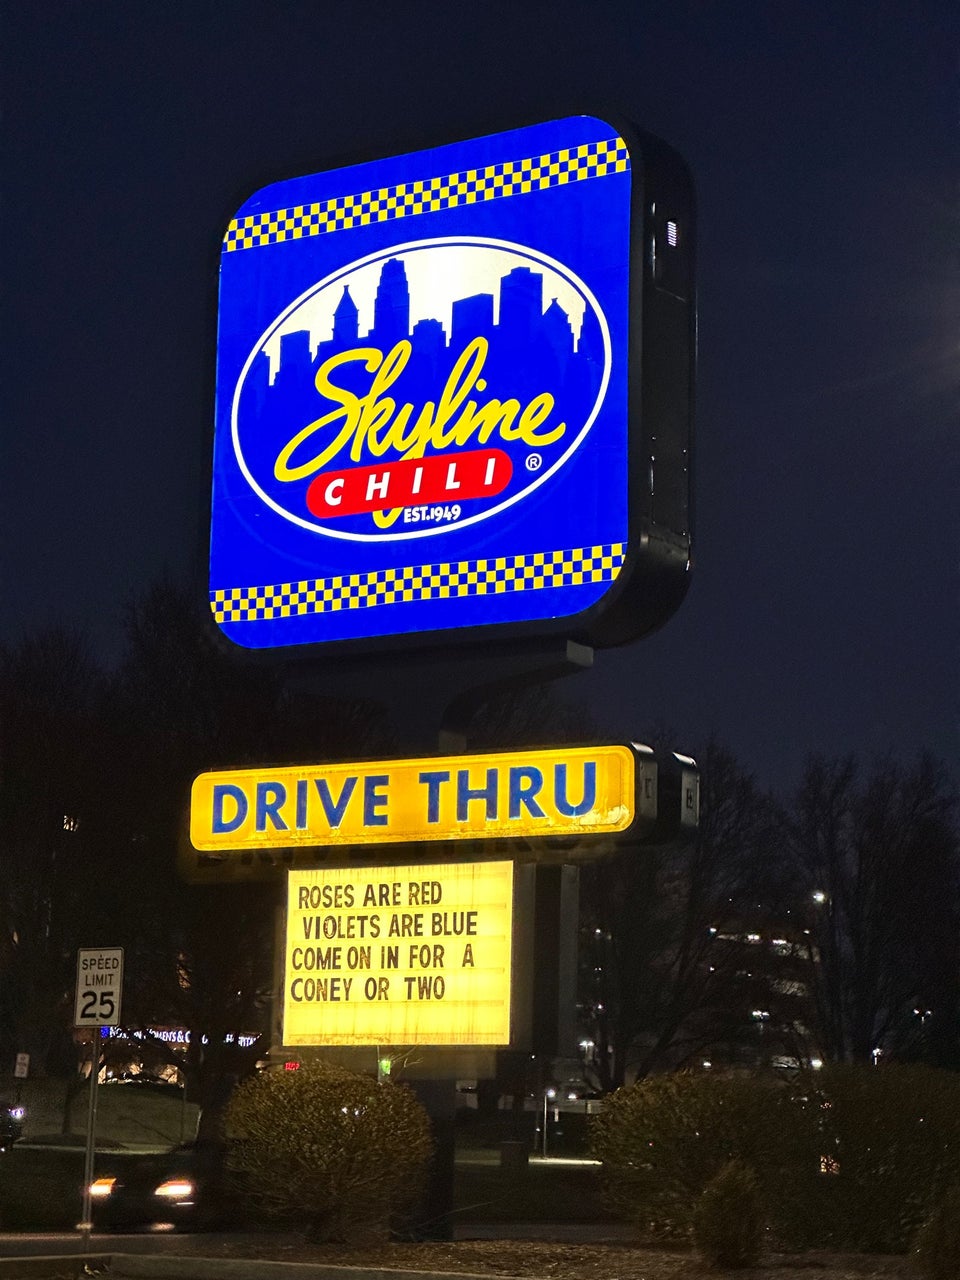 Skyline
CHILI ®
EST.1949
DRIVE THRU
ROSES ARE RED
VIOLETS ARE BLUE
COME ON IN FOR A
CONEY OR TWO
SPEED
LIMIT
25
WOMEN'S &